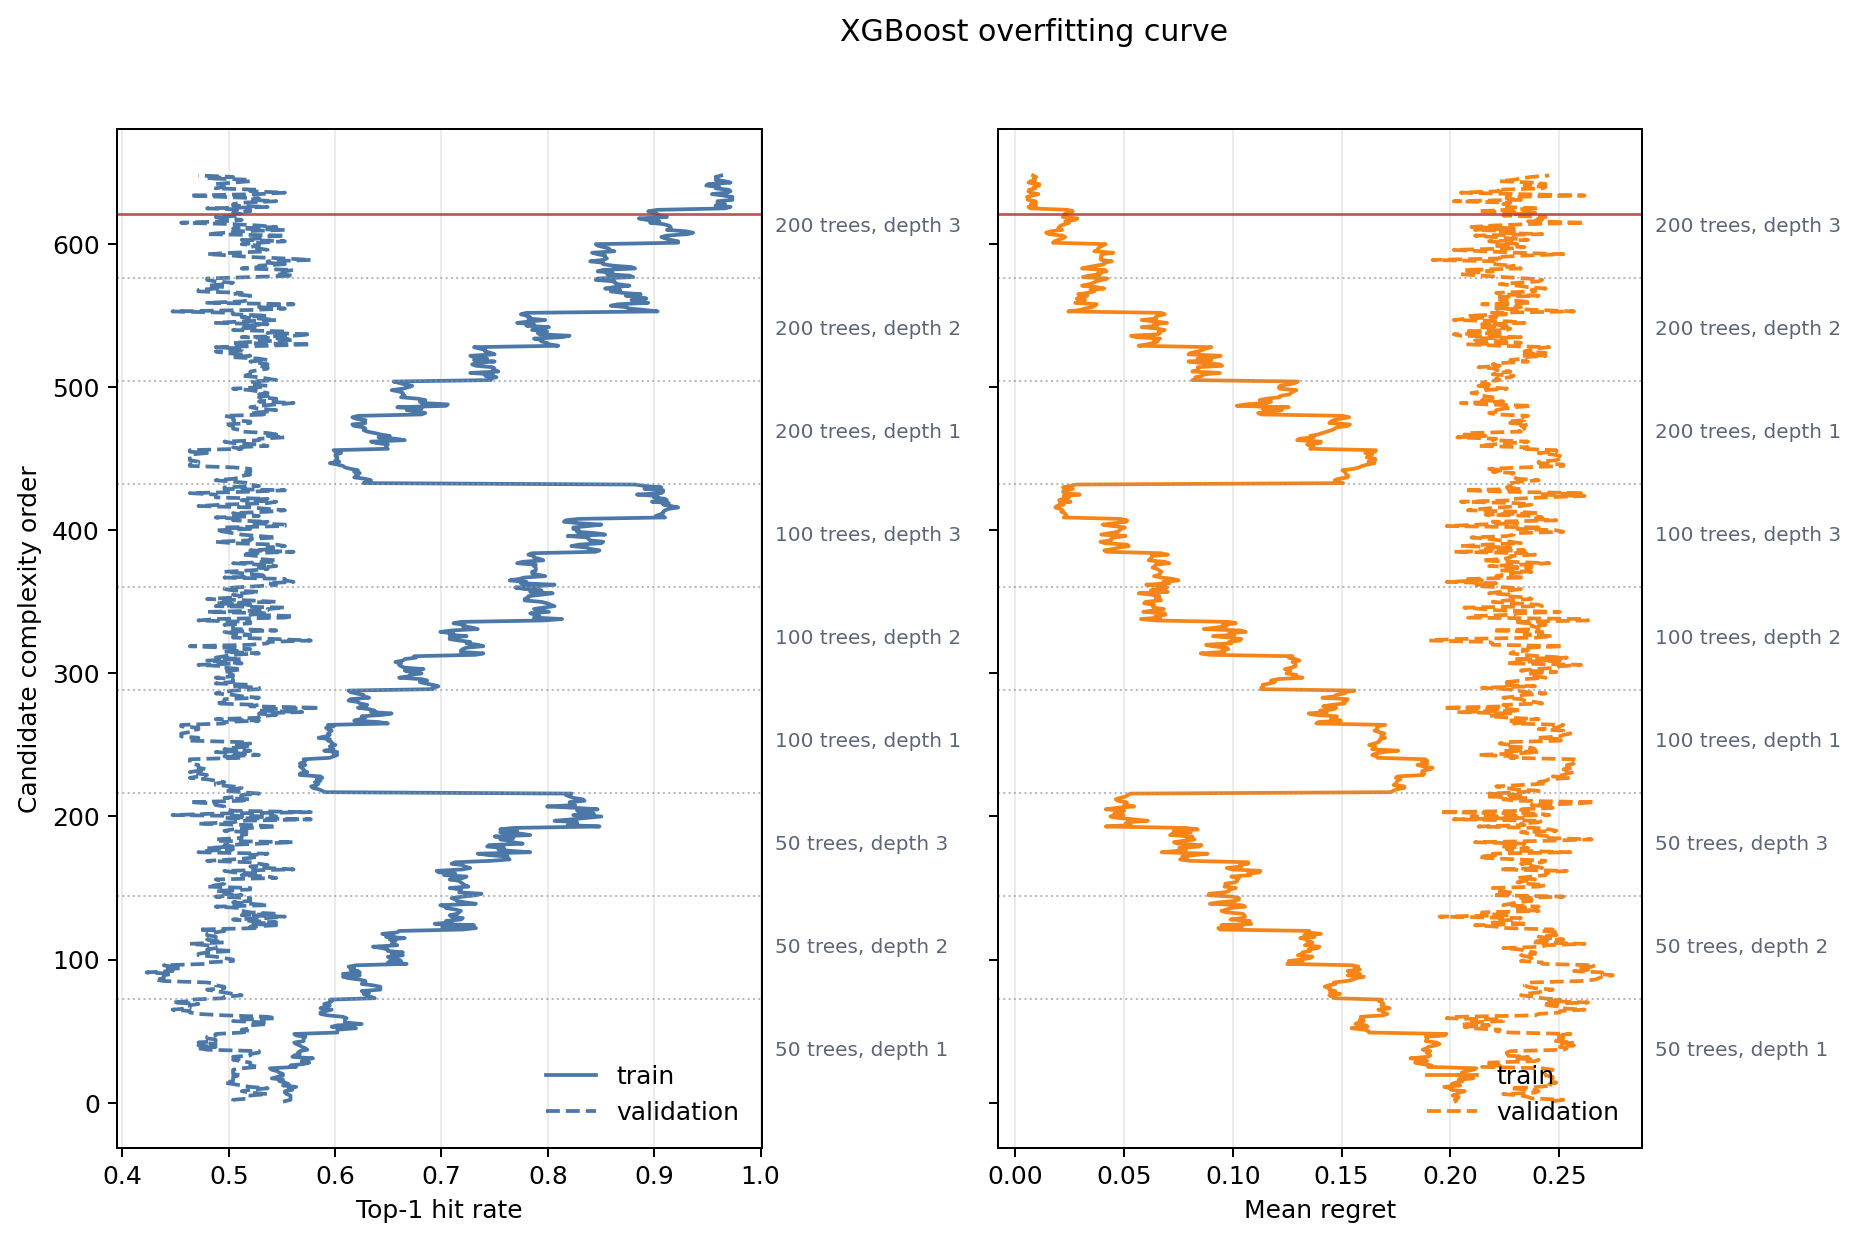 XGBoost overfitting curve
Candidate complexity order
600
500
400
300
200
100
0
200 trees, depth 3
200 trees, depth 2
200 trees, depth 1
100 trees, depth 3
100 trees, depth 2
100 trees, depth 1
50 trees, depth 3
50 trees, depth 2
50 trees, depth 1
train
validation
0.4 0.5 0.6 0.7 0.8 0.9 1.0
Top-1 hit rate
200 trees, depth 3
200 trees, depth 2
200 trees, depth 1
100 trees, depth 3
100 trees, depth 2
100 trees, depth 1
50 trees, depth 3
50 trees, depth 2
50 trees, depth 1
train
validation
0.00 0.05 0.10 0.15 0.20 0.25
Mean regret